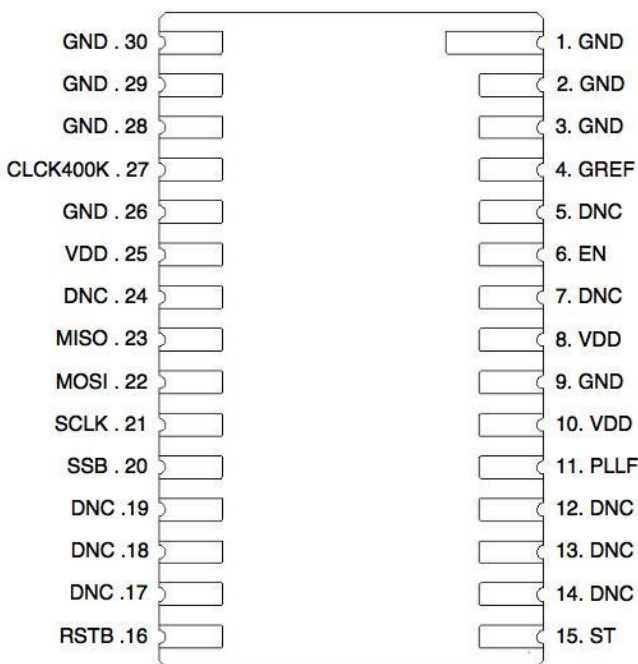 GND . 30
GND . 29
GND . 28
CLCK400K . 27
GND . 26
VDD . 25
DNC . 24
MISO . 23
MOSI . 22
SCLK . 21
SSB . 20
DNC .19
DNC .18
DNC .17
RSTB .16
1. GND
2. GND
3. GND
4. GREF
5. DNC
6. EN
7. DNC
8. VDD
9. GND
10. VDD
11. PLLF
12. DNC
13. DNC
14. DNC
15. ST